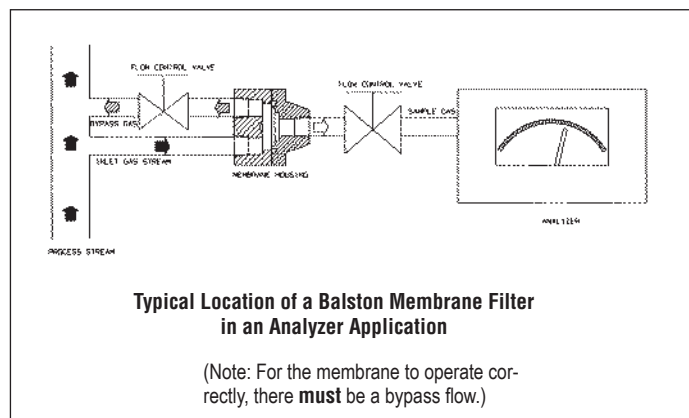 FLOW CONTROL VALVE
FLOW CONTROL VALVE
SAMPLE GAS
BYPASS GAS
INLET GAS STREAM
MEMBRANE HOUSING
ANALYZER
PROCESS STREAM
Typical Location of a Balston Membrane Filter
in an Analyzer Application
(Note: For the membrane to operate cor-
rectly, there must be a bypass flow.)